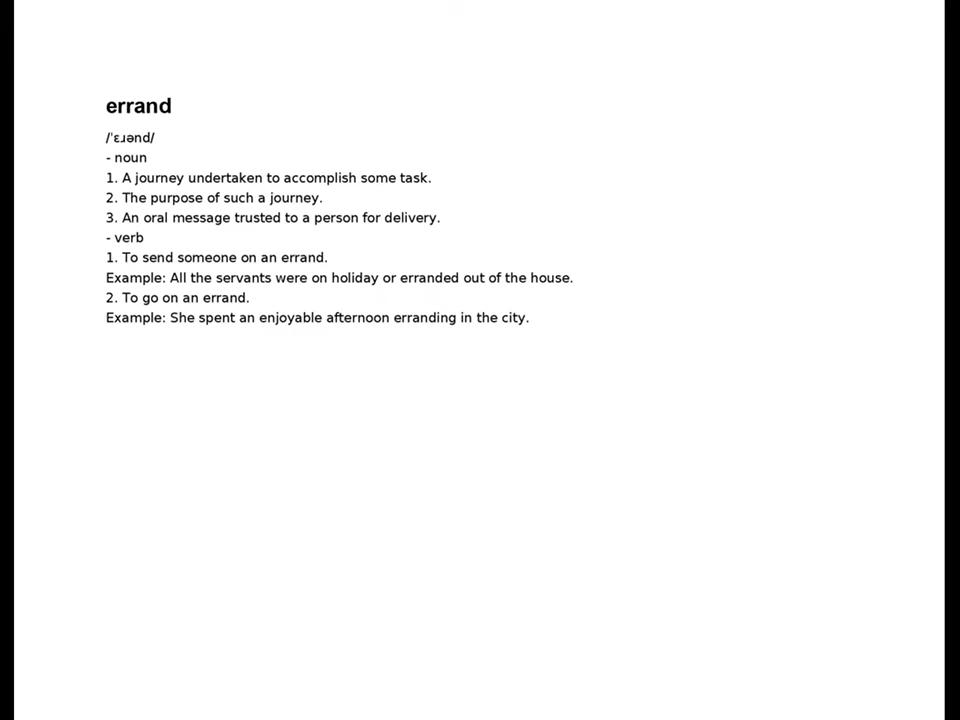 errand
/ˈɛɹənd/
- noun
1. A journey undertaken to accomplish some task.
2. The purpose of such a journey.
3. An oral message trusted to a person for delivery.
- verb
1. To send someone on an errand.
Example: All the servants were on holiday or erranded out of the house.
2. To go on an errand.
Example: She spent an enjoyable afternoon erranding in the city.